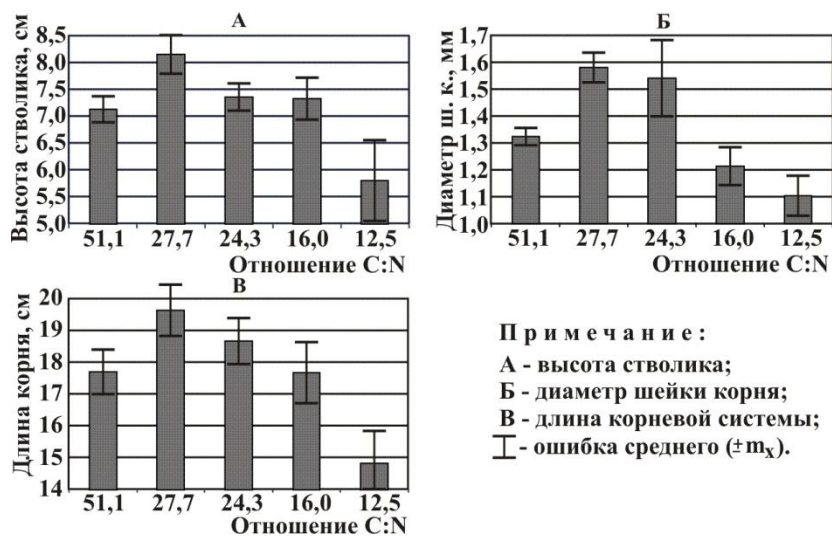 А
Высота стволика, см
8,5
8,0
7,5
7,0
6,5
6,0
5,5
5,0
51,1 27,7 24,3 16,0 12,5
Отношение C:N
Б
Диаметр ш. к., мм
1,7
1,6
1,5
1,4
1,3
1,2
1,1
1,0
51,1 27,7 24,3 16,0 12,5
Отношение C:N
В
Длина корня, см
20
19
18
17
16
15
14
51,1 27,7 24,3 16,0 12,5
Отношение C:N
Примечание:
А - высота стволика;
Б - диаметр шейки корня;
В - длина корневой системы;
- ошибка среднего (±mx).